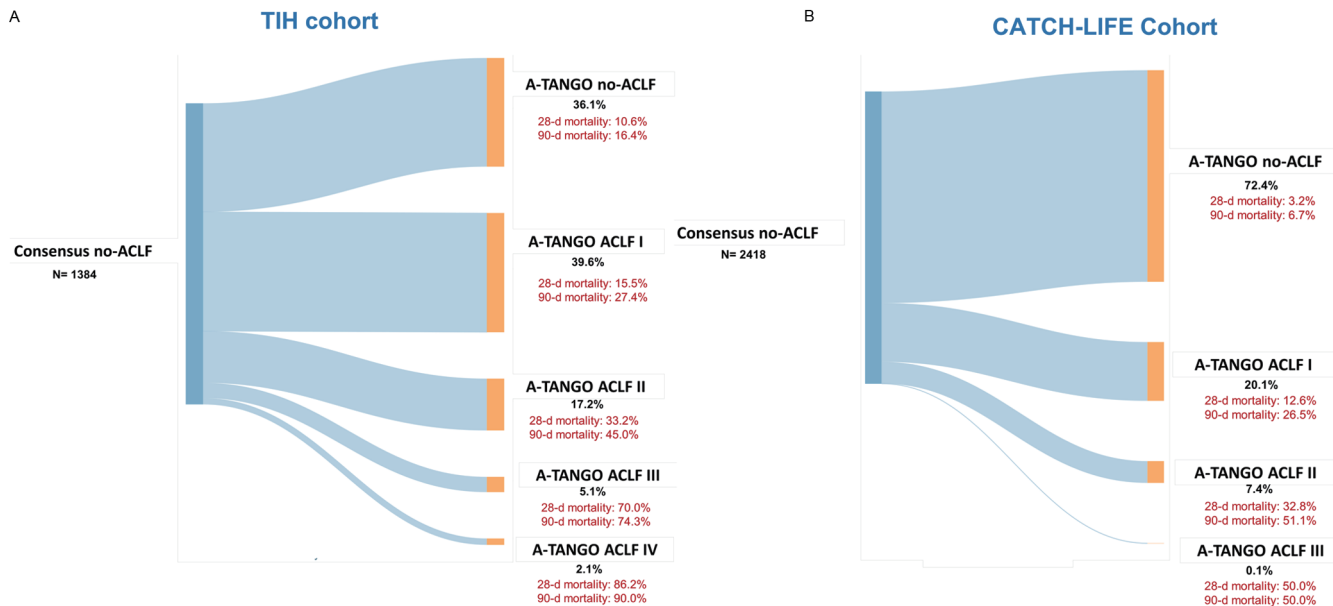 A
TIH cohort
Consensus no-ACLF
N= 1384
A-TANGO no-ACLF
36.1%
28-d mortality: 10.6%
90-d mortality: 16.4%
A-TANGO ACLF I
39.6%
28-d mortality: 15.5%
90-d mortality: 27.4%
A-TANGO ACLF II
17.2%
28-d mortality: 33.2%
90-d mortality: 45.0%
A-TANGO ACLF III
5.1%
28-d mortality: 70.0%
90-d mortality: 74.3%
A-TANGO ACLF IV
2.1%
28-d mortality: 86.2%
90-d mortality: 90.0%
B
CATCH-LIFE Cohort
Consensus no-ACLF
N= 2418
A-TANGO no-ACLF
72.4%
28-d mortality: 3.2%
90-d mortality: 6.7%
A-TANGO ACLF I
20.1%
28-d mortality: 12.6%
90-d mortality: 26.5%
A-TANGO ACLF II
7.4%
28-d mortality: 32.8%
90-d mortality: 51.1%
A-TANGO ACLF III
0.1%
28-d mortality: 50.0%
90-d mortality: 50.0%